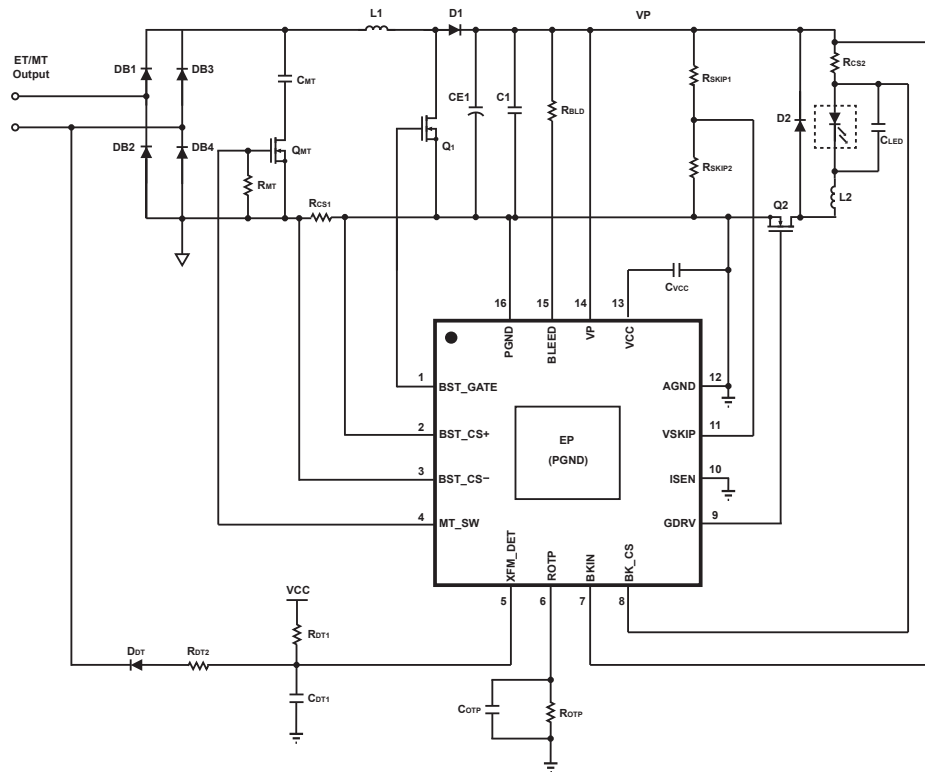 L1
D1
VP
ET/MT
Output
DB1
DB3
CMT
RCS2
CE1
C1
RBLD
RSKIP1
D2
CLED
DB2
DB4
QMT
Q1
RMT
RSKIP2
RCS1
Q2
L2
CVCC
16
15
14
13
PGND
BLEED
VP
VCC
1
BST_GATE
AGND
12
2
BST_CS+
EP
(PGND)
VSKIP
11
3
BST_CS−
ISEN
10
4
MT_SW
GDRV
9
XFM_DET
ROTP
BKIN
BK_CS
5
6
7
8
VCC
RDT1
DDT
RDT2
CDT1
COTP
ROTP